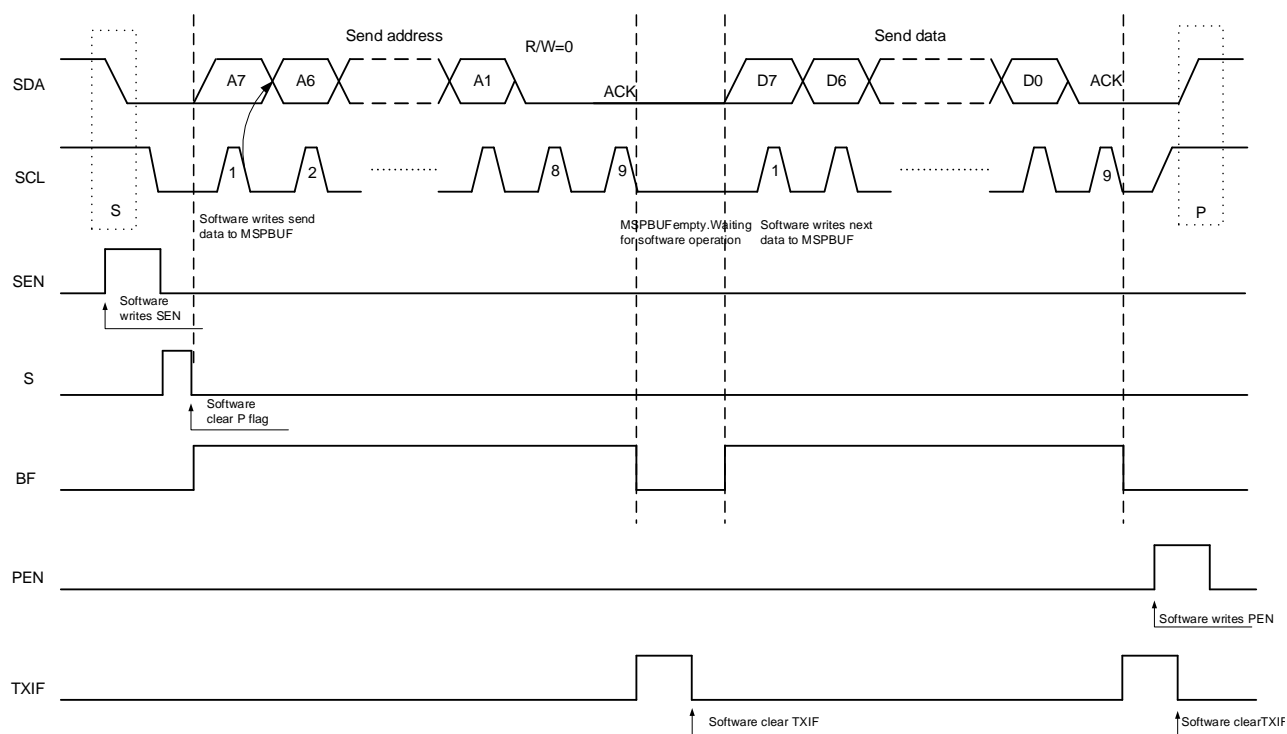 Send address
R/W=0
Send data
SDA
A7
A6
A1
ACK
D7
D6
D0
ACK
SCL
1
2
8
9
1
9
S
P
Software writes send
data to MSPBUF
MSPBUF empty.Waiting
for software operation
Software writes next
data to MSPBUF
SEN
Software
writes SEN
S
Software
clear P flag
BF
PEN
Software writes PEN
TXIF
Software clear TXIF
Software clearTXIF